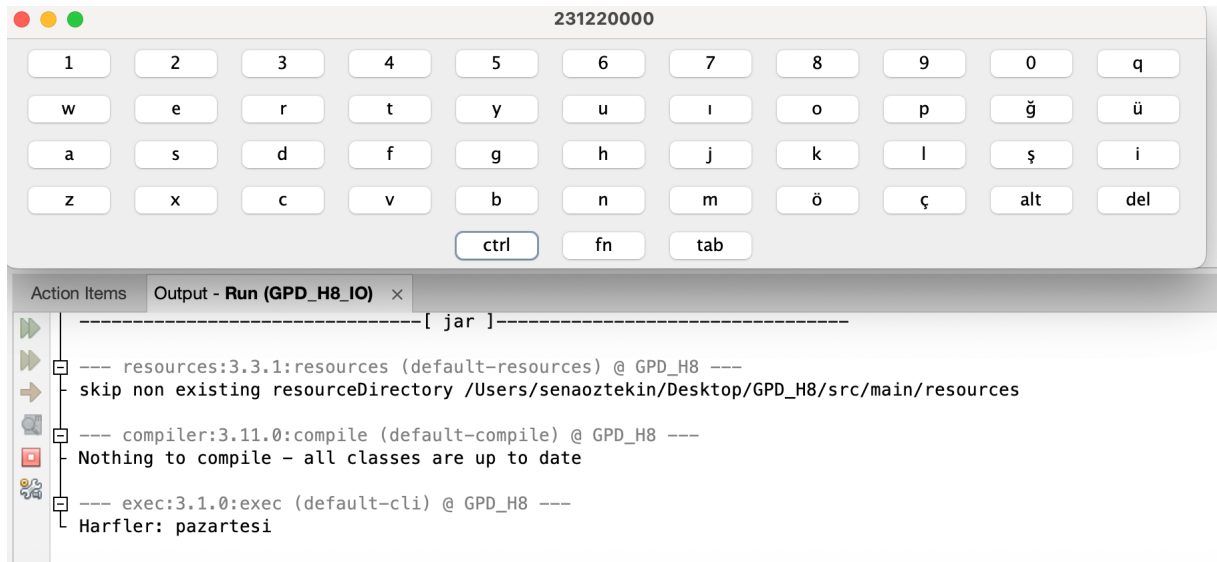 231220000
1 2 3 4 5 6 7 8 9 0 q
w e r t y u ı o p ğ ü
a s d f g h j k l ş i
z x c v b n m ö ç alt del
ctrl fn tab
Action Items Output - Run (GPD_H8_IO) ×
--------------------------------[ jar ]---------------------------------
--- resources:3.3.1:resources (default-resources) @ GPD_H8 ---
skip non existing resourceDirectory /Users/senaoztekin/Desktop/GPD_H8/src/main/resources
--- compiler:3.11.0:compile (default-compile) @ GPD_H8 ---
Nothing to compile – all classes are up to date
--- exec:3.1.0:exec (default-cli) @ GPD_H8 ---
Harfler: pazartesi